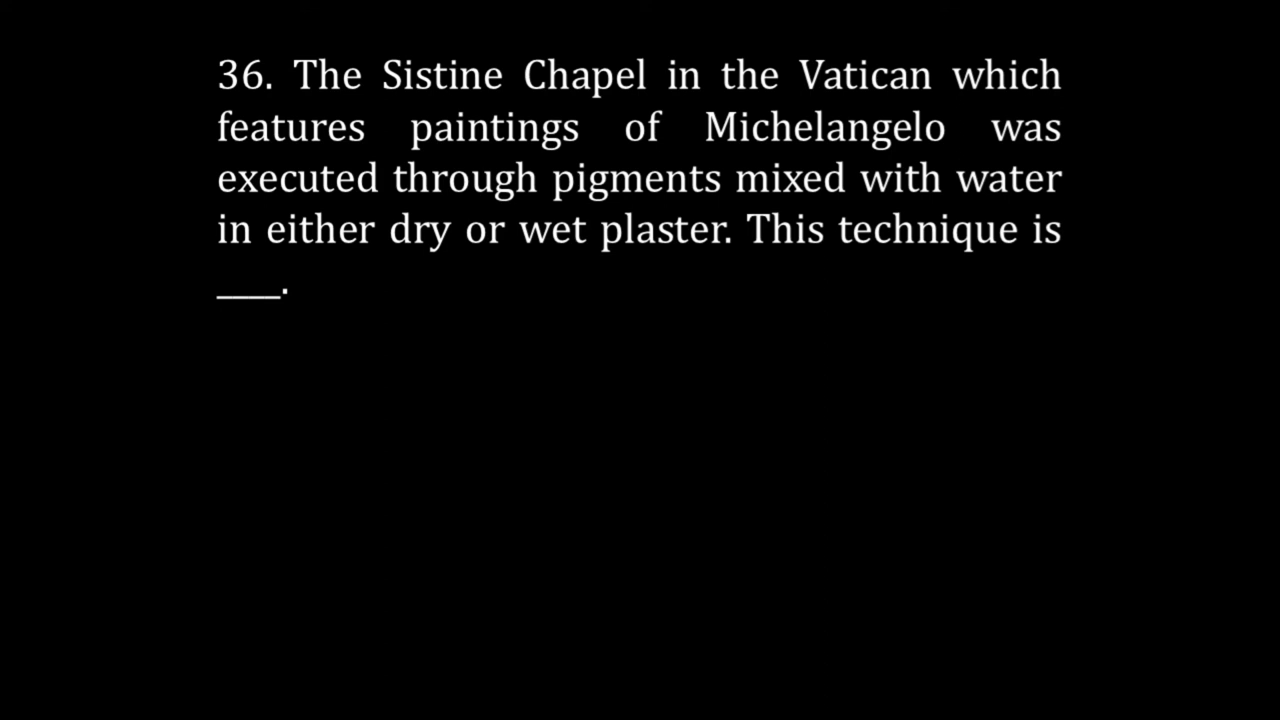 36. The Sistine Chapel in the Vatican which
features paintings of Michelangelo was
executed through pigments mixed with water
in either dry or wet plaster. This technique is
____.